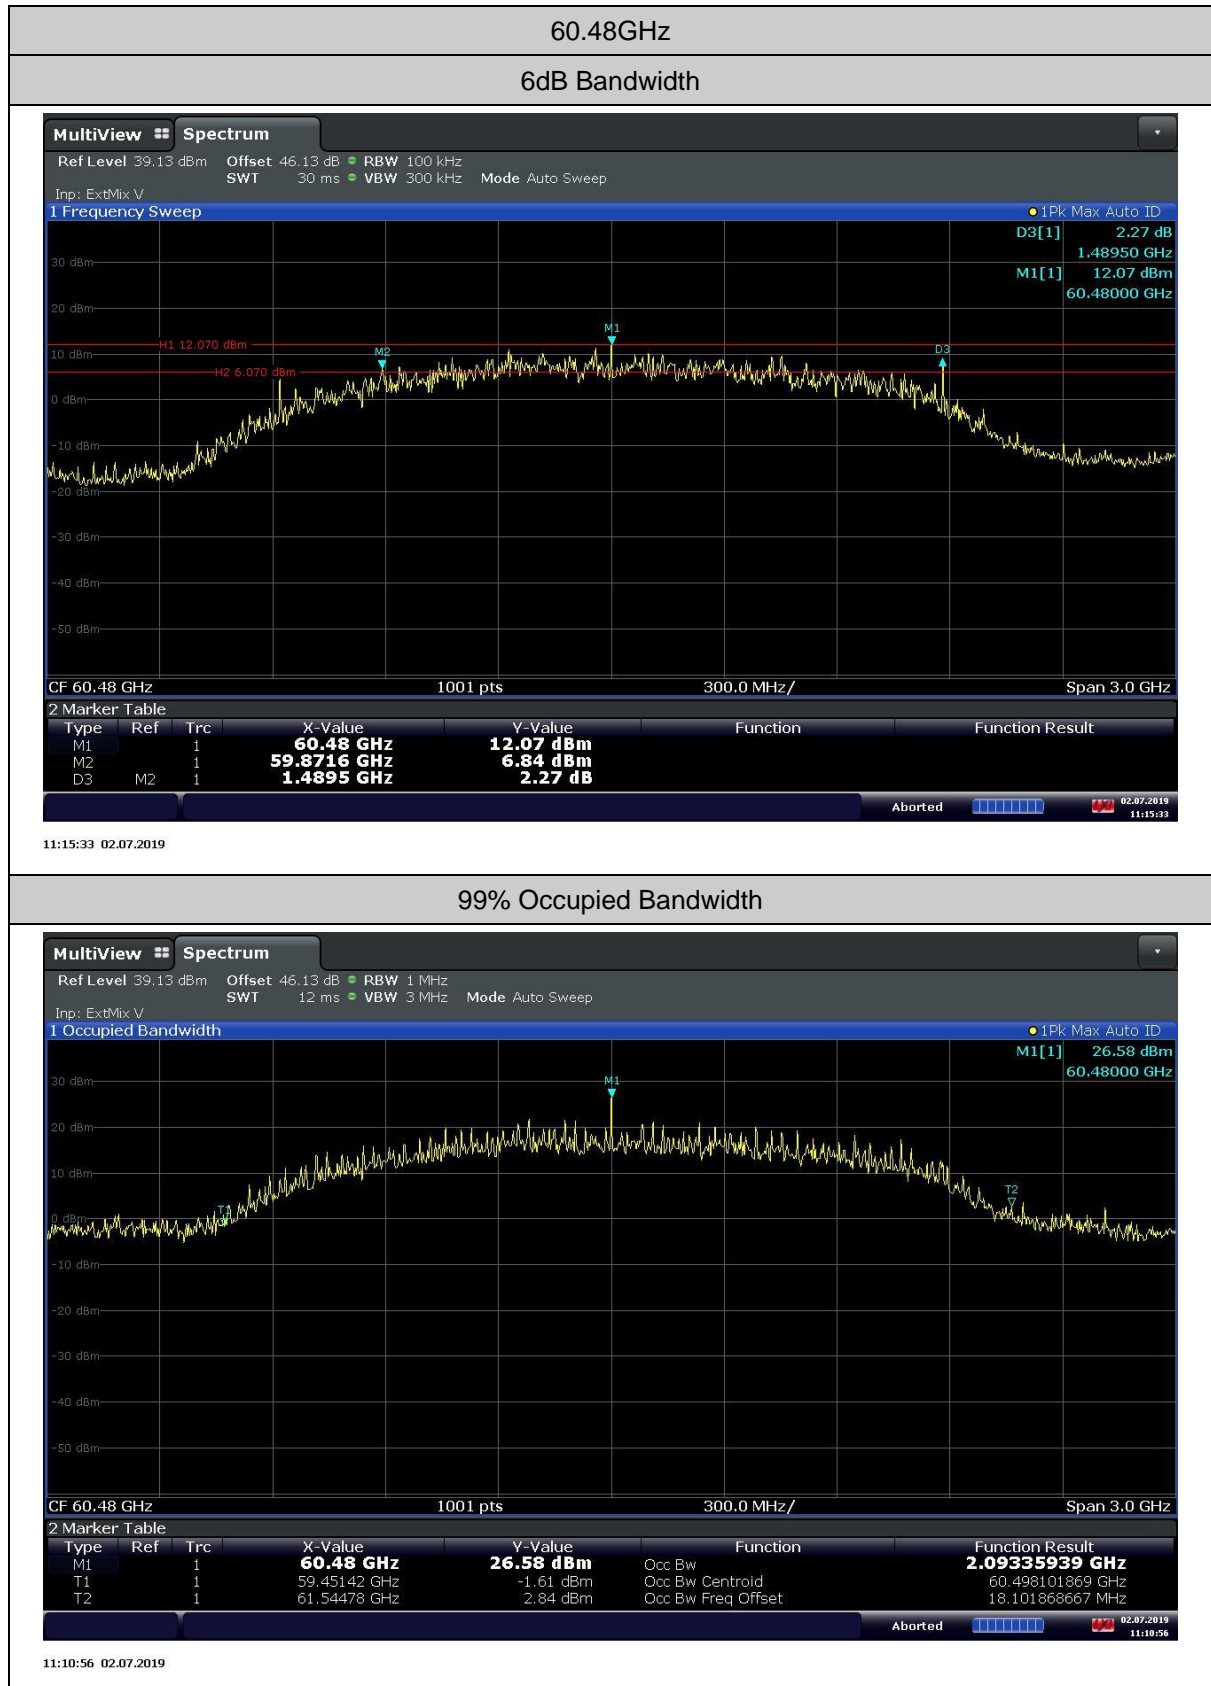 60.48GHz
6dB Bandwidth
MultiView Spectrum
Ref Level 39.13 dBm Offset 46.13 dB RBW 100 kHz
SWT 30 ms VBW 300 kHz Mode Auto Sweep
Inp: ExtMix V
1 Frequency Sweep 1Pk Max Auto ID
D3[1] 2.27 dB
1.48950 GHz
M1[1] 12.07 dBm
60.48000 GHz
30 dBm
20 dBm
M1
H1 12.070 dBm
10 dBm M2 D3
H2 6.070 dBm
0 dBm
-10 dBm
-20 dBm
-30 dBm
-40 dBm
-50 dBm
CF 60.48 GHz 1001 pts 300.0 MHz/ Span 3.0 GHz
2 Marker Table
Type Ref Trc X-Value Y-Value Function Function Result
M1 1 60.48 GHz 12.07 dBm
M2 1 59.8716 GHz 6.84 dBm
D3 M2 1 1.4895 GHz 2.27 dB
Aborted 02.07.2019
11:15:33
11:15:33 02.07.2019
99% Occupied Bandwidth
MultiView Spectrum
Ref Level 39.13 dBm Offset 46.13 dB RBW 1 MHz
SWT 12 ms VBW 3 MHz Mode Auto Sweep
Inp: ExtMix V
1 Occupied Bandwidth 1Pk Max Auto ID
M1[1] 26.58 dBm
60.48000 GHz
30 dBm M1
20 dBm
10 dBm
T1 T2
0 dBm
-10 dBm
-20 dBm
-30 dBm
-40 dBm
-50 dBm
CF 60.48 GHz 1001 pts 300.0 MHz/ Span 3.0 GHz
2 Marker Table
Type Ref Trc X-Value Y-Value Function Function Result
M1 1 60.48 GHz 26.58 dBm Occ Bw 2.09335939 GHz
T1 1 59.45142 GHz -1.61 dBm Occ Bw Centroid 60.498101869 GHz
T2 1 61.54478 GHz 2.84 dBm Occ Bw Freq Offset 18.101868667 MHz
Aborted 02.07.2019
11:10:56
11:10:56 02.07.2019